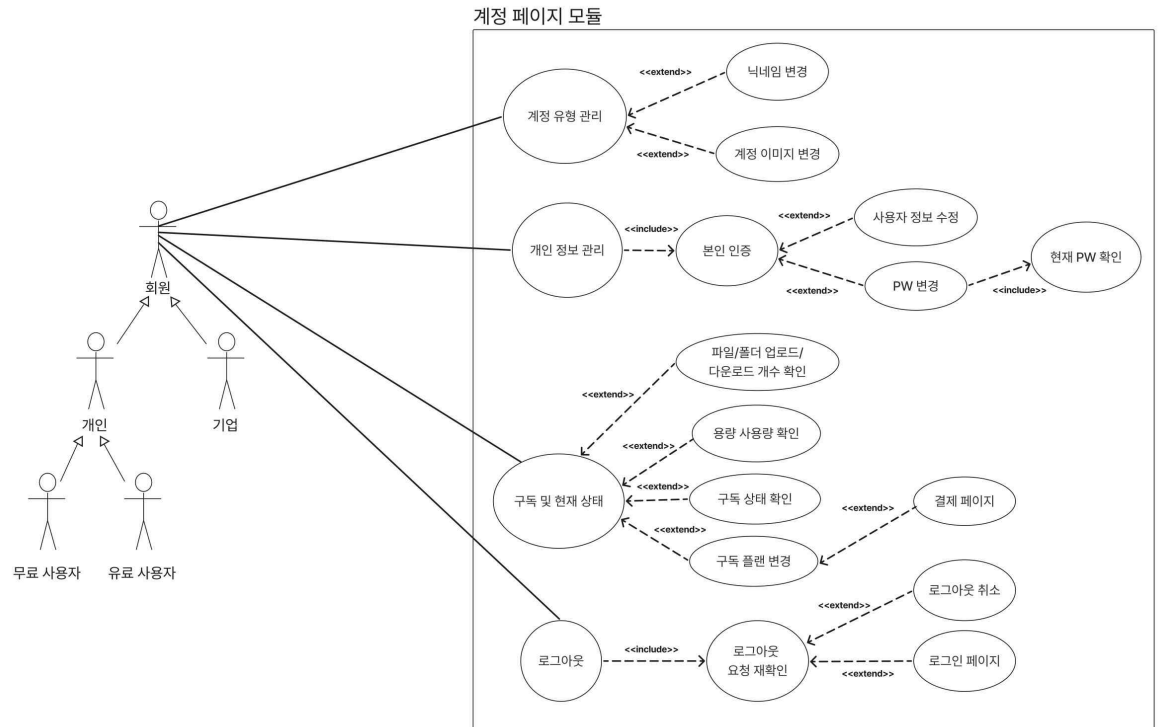 계정 페이지 모듈
<<extend>>
닉네임 변경
계정 유형 관리
<<extend>>
계정 이미지 변경
<<extend>>
사용자 정보 수정
개인 정보 관리
<<include>>
본인 인증
현재 PW 확인
<<extend>>
PW 변경
<<include>>
회원
개인
기업
무료 사용자
유료 사용자
파일/폴더 업로드/
다운로드 개수 확인
<<extend>>
용량 사용량 확인
<<extend>>
구독 및 현재 상태
<<extend>>
구독 상태 확인
<<extend>>
구독 플랜 변경
<<extend>>
결제 페이지
로그아웃 취소
<<extend>>
로그아웃
<<include>>
로그아웃
요청 재확인
<<extend>>
로그인 페이지